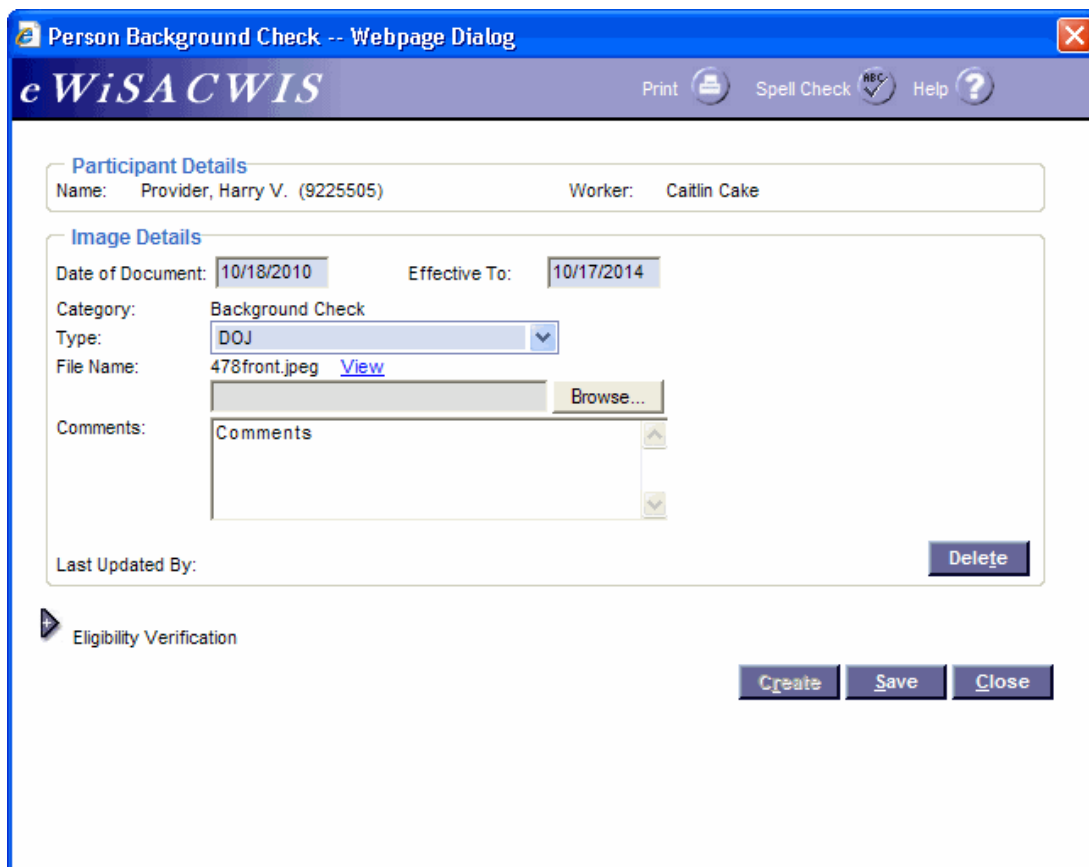 Person Background Check -- Webpage Dialog
eWiSACWIS Print Spell Check ABC Help ?
Participant Details
Name: Provider, Harry V. (9225505) Worker: Caitlin Cake
Image Details
Date of Document: 10/18/2010 Effective To: 10/17/2014
Category: Background Check
Type: DOJ
File Name: 478front.jpeg View
Browse...
Comments: Comments
Last Updated By: Delete
Eligibility Verification
Create Save Close